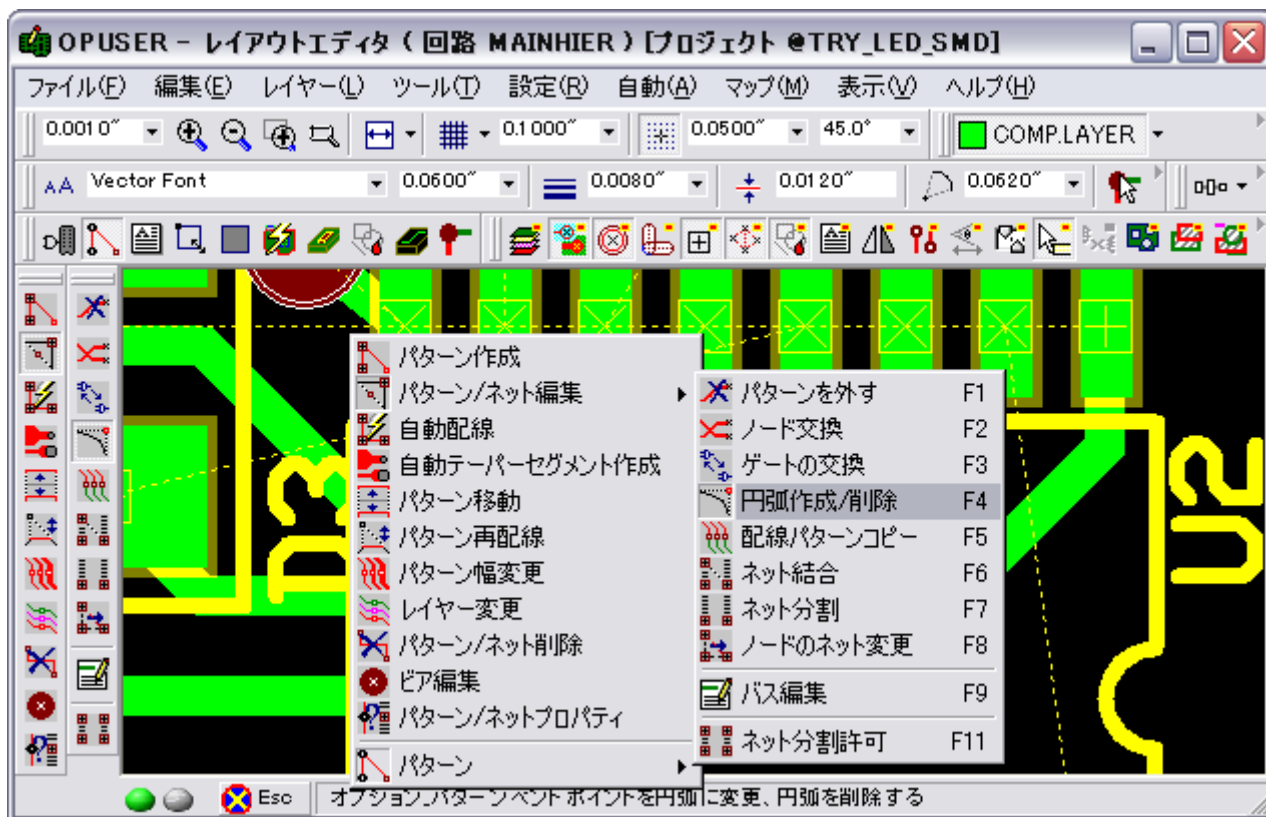 OPUSER - レイアウトエディタ ( 回路 MAINHIER ) [プロジェクト @TRY_LED_SMD]
ファイル(F) 編集(E) レイヤー(L) ツール(T) 設定(R) 自動(A) マップ(M) 表示(V) ヘルプ(H)
0.0010" 0.1000" 0.0500" 45.0° COMP.LAYER
AA Vector Font 0.0600" 0.0080" 0.0120" 0.0620"
パターン作成
パターン/ネット編集
自動配線
自動テーパーセグメント作成
パターン移動
パターン再配線
パターン幅変更
レイヤー変更
パターン/ネット削除
ビア編集
パターン/ネットプロパティ
パターン
パターンを外す F1
ノード交換 F2
ゲートの交換 F3
円弧作成/削除 F4
配線パターンコピー F5
ネット結合 F6
ネット分割 F7
ノードのネット変更 F8
バス編集 F9
ネット分割許可 F11
D3
U2
Esc オプション_パターンベンドポイントを円弧に変更、円弧を削除する